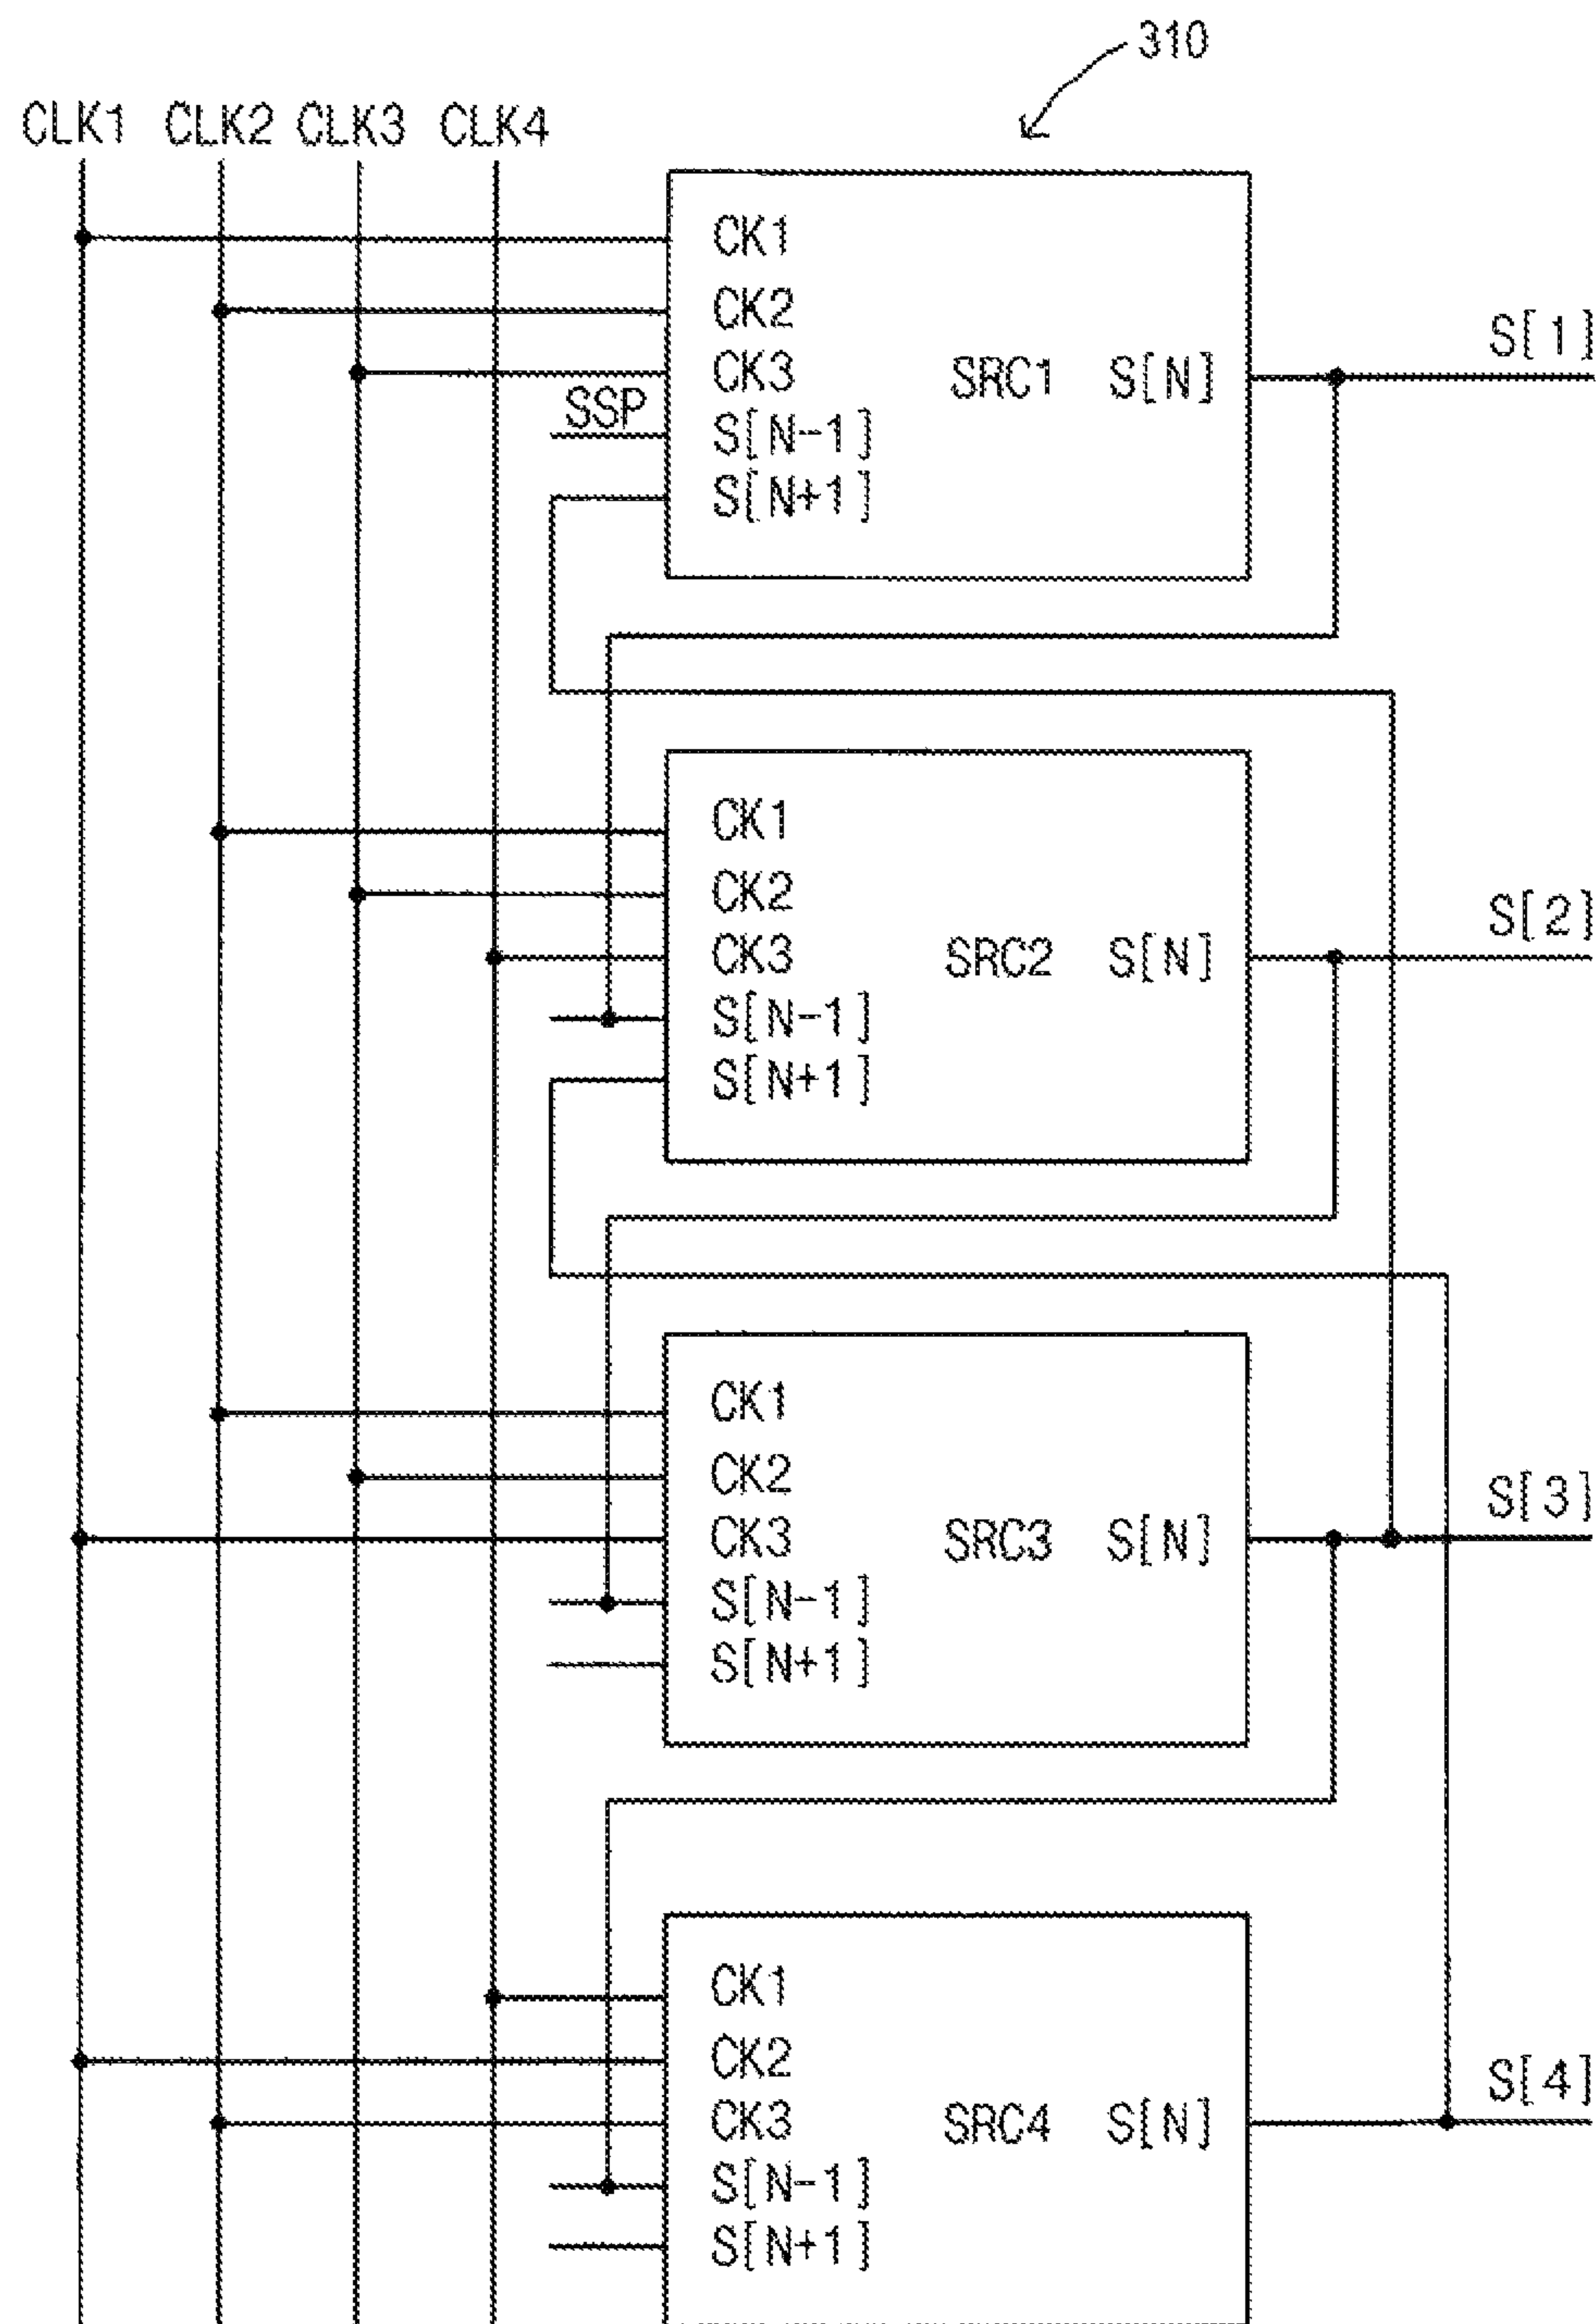 310
CLK1 CLK2 CLK3 CLK4
CK1
CK2
CK3
SSP
S[N-1]
S[N+1]
SRC1 S[N]
S[1]
CK1
CK2
CK3
S[N-1]
S[N+1]
SRC2 S[N]
S[2]
CK1
CK2
CK3
S[N-1]
S[N+1]
SRC3 S[N]
S[3]
CK1
CK2
CK3
S[N-1]
S[N+1]
SRC4 S[N]
S[4]